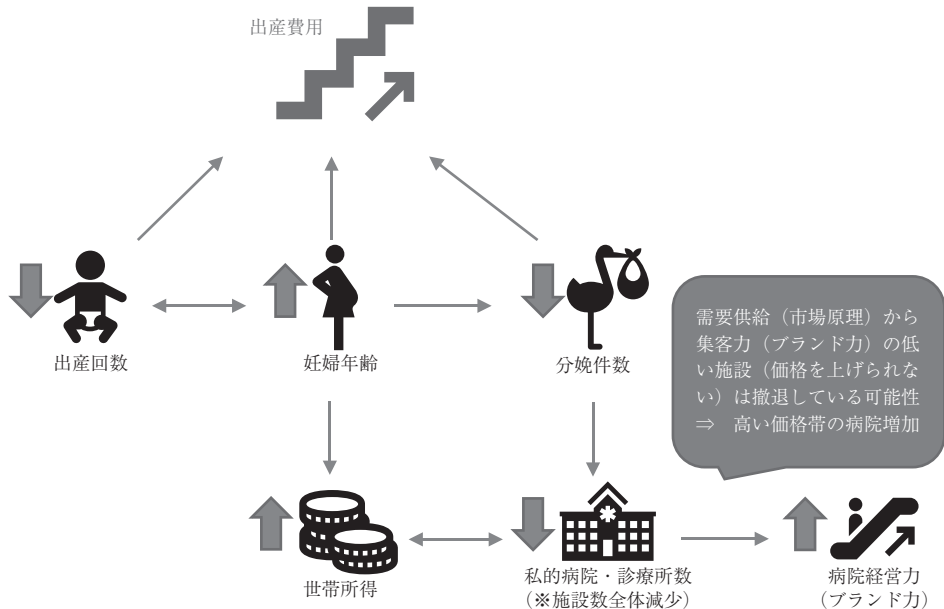 出産費用
出産回数
妊婦年齢
分娩件数
需要供給（市場原理）から
集客力（ブランド力）の低
い施設（価格を上げられな
い）は撤退している可能性
⇒　高い価格帯の病院増加
世帯所得
私的病院・診療所数
（※施設数全体減少）
病院経営力
（ブランド力）